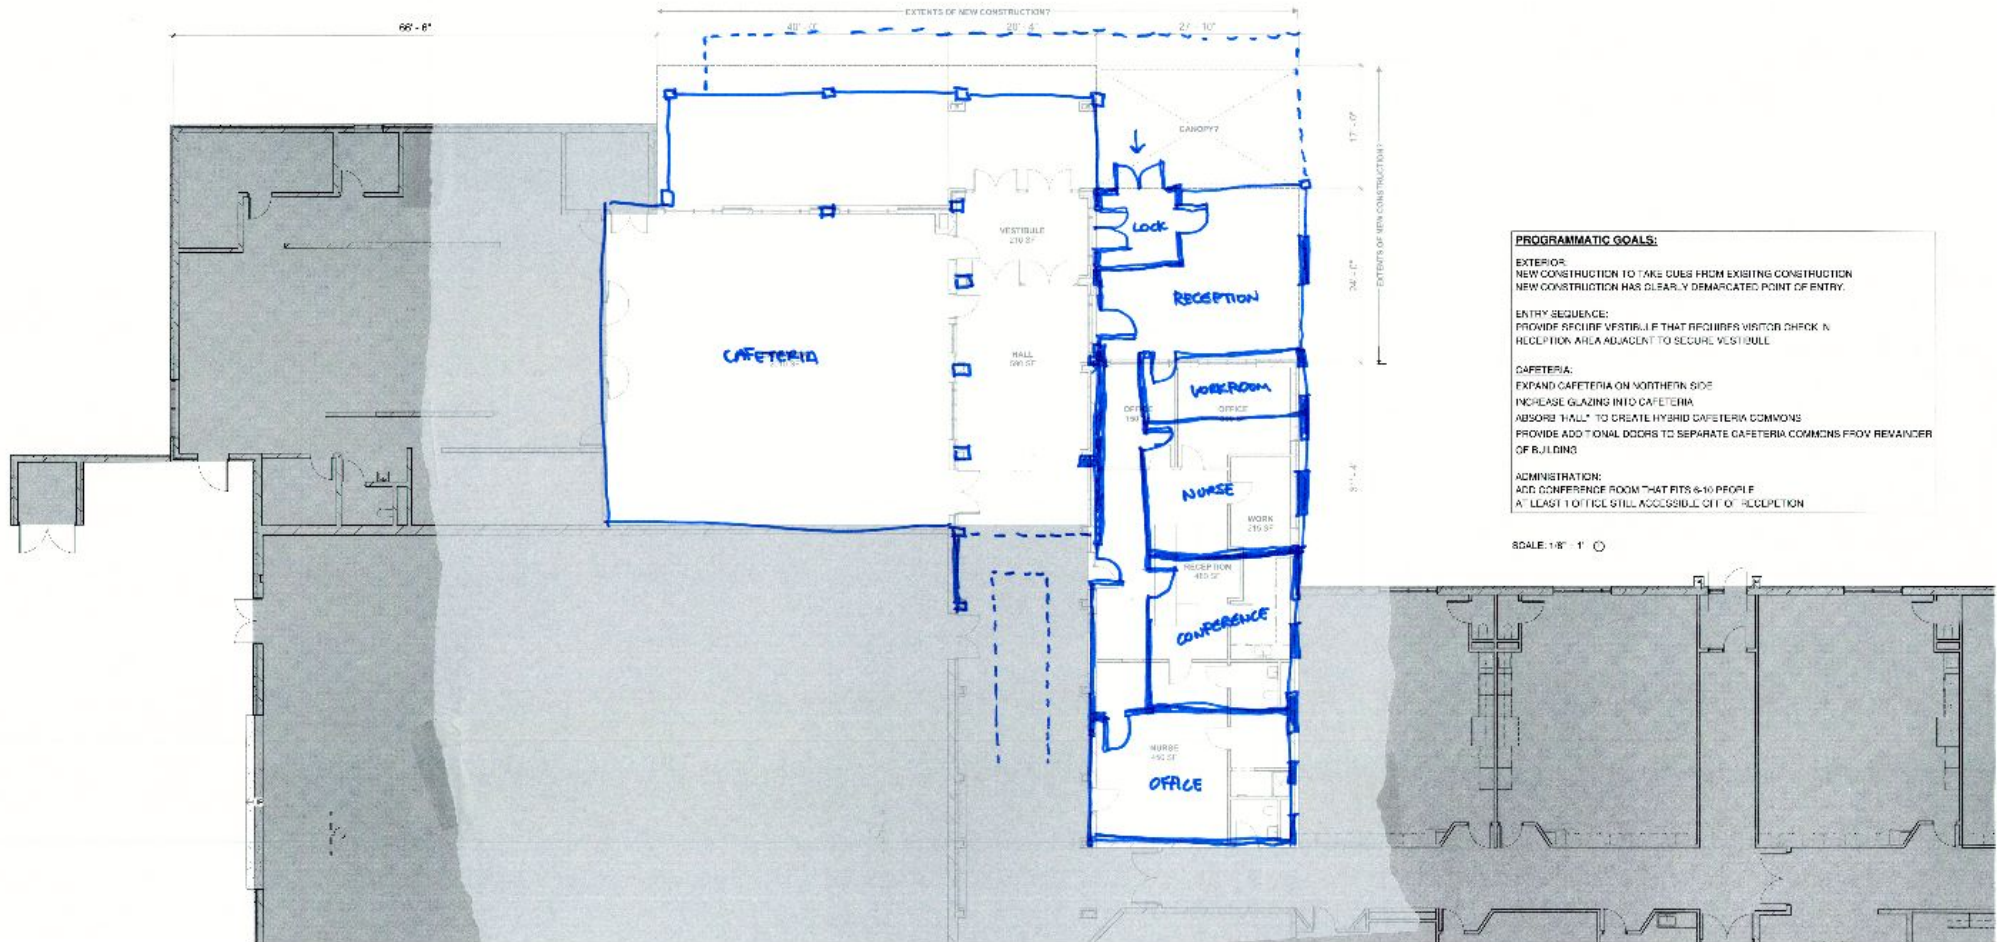 EXTENTS OF NEW CONSTRUCTION?
66' - 6"
40' - 0"
27' - 10"
CANOPY?
17' - 0"
EXTENTS OF NEW CONSTRUCTION?
VESTIBULE
LOCK
24' - 0"
RECEPTION
CAFETERIA
HALL
WORKROOM
OFFICE
OFFICE
NURSE
WORK
31' - 4"
RECEPTION
CONFERENCE
NURSE
OFFICE
PROGRAMMATIC GOALS:
EXTERIOR:
NEW CONSTRUCTION TO TAKE CUES FROM EXISITNG CONSTRUCTION
NEW CONSTRUCTION HAS CLEARLY DEMARCATED POINT OF ENTRY.
ENTRY SEQUENCE:
PROVIDE SECURE VESTIBULE THAT REQUIRES VISITOR CHECK IN
RECEPTION AREA ADJACENT TO SECURE VESTIBULE
CAFETERIA:
EXPAND CAFETERIA ON NORTHERN SIDE
INCREASE GLAZING INTO CAFETERIA
ABSORB "HALL" TO CREATE HYBRID CAFETERIA COMMONS
PROVIDE ADDITIONAL DOORS TO SEPARATE CAFETERIA COMMONS FROM REMAINDER
OF BUILDING
ADMINISTRATION:
ADD CONFERENCE ROOM THAT FITS 6-10 PEOPLE
AT LEAST 1 OFFICE STILL ACCESSIBLE OFF OF RECEPETION
SCALE: 1/8" = 1'